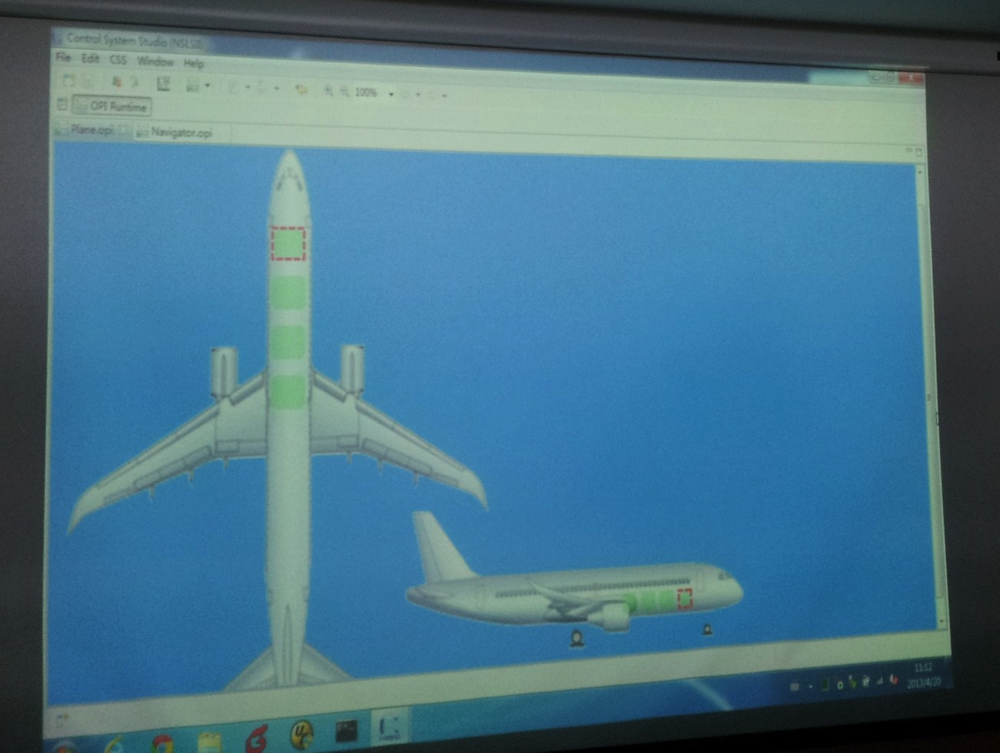 Control System Studio (NSLS2)
File Edit CSS Window Help
100%
OPI Runtime
Plane.opi Navigator.opi
11:12
2013/4/20